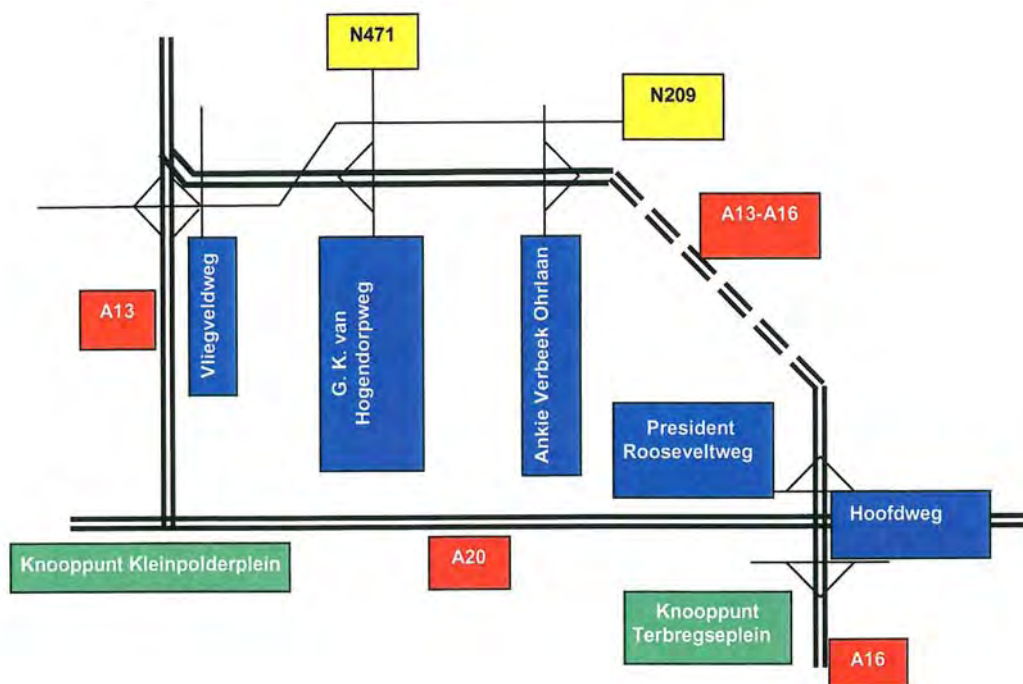 N471
N209
A13-A16
A13
Vliegveldweg
G. K. van
Hogendorpweg
Ankie Verbeek Ohrlaan
President
Rooseveltweg
Hoofdweg
Knooppunt Kleinpolderplein
A20
Knooppunt
Terbregseplein
A16